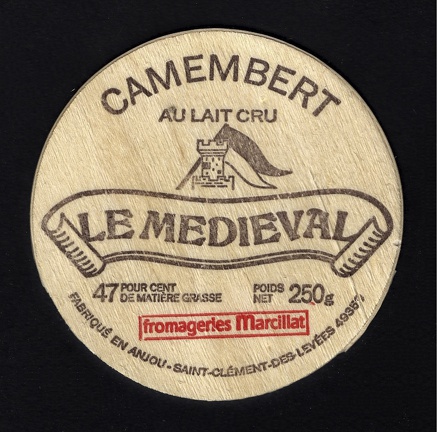 CAMEMBERT
AU LAIT CRU
LE MEDIEVAL
47 POUR CENT
DE MATIÈRE GRASSE
POIDS
NET 250g
fromageries Marcillat
FABRIQUÉ EN ANJOU - SAINT-CLÉMENT-DES-LEVÉES